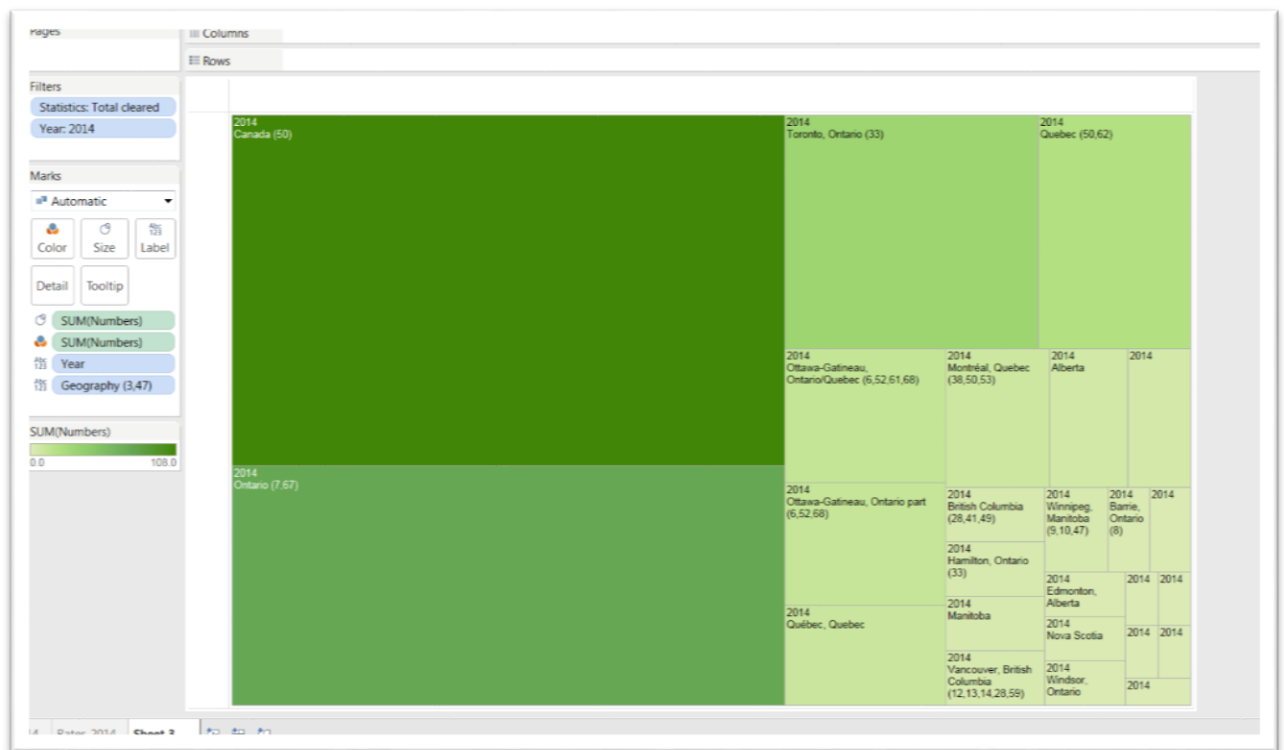 Pages
Columns
Rows
Filters
Statistics: Total cleared
Year: 2014
Marks
Automatic
Color
Size
Label
Detail
Tooltip
SUM(Numbers)
SUM(Numbers)
Year
Geography (3,47)
SUM(Numbers)
0.0
108.0
2014
Canada (50)
2014
Ontario (7,67)
2014
Toronto, Ontario (33)
2014
Quebec (50,62)
2014
Ottawa-Gatineau,
Ontario/Quebec (6,52,61,68)
2014
Montréal, Quebec
(38,50,53)
2014
Alberta
2014
2014
Ottawa-Gatineau, Ontario part
(6,52,68)
2014
Québec, Quebec
2014
British Columbia
(28,41,49)
2014
Hamilton, Ontario
(33)
2014
Manitoba
2014
Vancouver, British
Columbia
(12,13,14,28,59)
2014
Winnipeg,
Manitoba
(9,10,47)
2014
Barrie,
Ontario
(8)
2014
2014
Edmonton,
Alberta
2014
Nova Scotia
2014
Windsor,
Ontario
2014
2014
2014
2014
2014
Rates 2014
Sheet 3